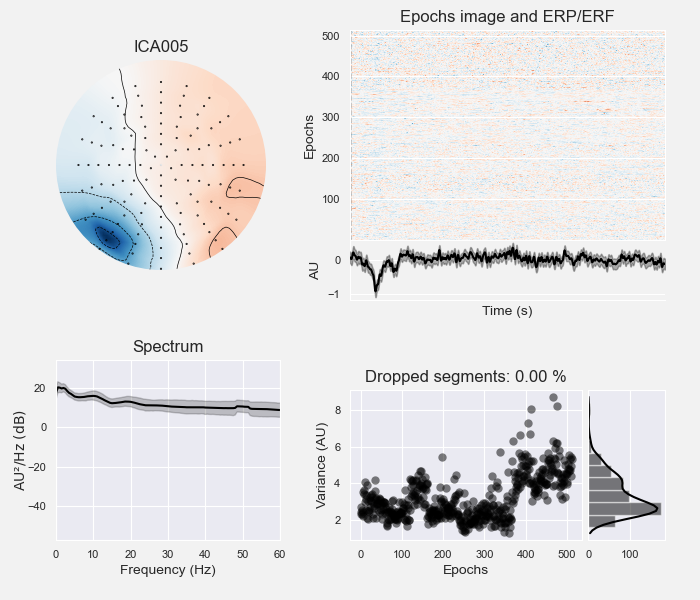 ICA005
Epochs image and ERP/ERF
500
400
300
200
100
Epochs
0
−1
AU
Time (s)
Spectrum
20
0
−20
−40
AU²/Hz (dB)
0 10 20 30 40 50 60
Frequency (Hz)
Dropped segments: 0.00 %
8
6
4
2
Variance (AU)
0 100 200 300 400 500
Epochs
0 100